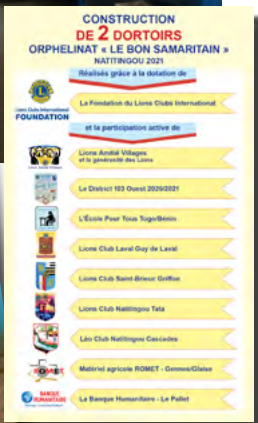 CONSTRUCTION
DE 2 DORTOIRS
ORPHELINAT « LE BON SAMARITAIN »
NATITINGOU 2021
Réalisés grâce à la dotation de
Lions Clubs International
FOUNDATION
La Fondation du Lions Clubs International
et la participation active de
Lions Amitié Villages
et la générosité des Lions
Le District 103 Ouest 2020/2021
L'École Pour Tous Togo/Bénin
Lions Club Laval Guy de Laval
Lions Club Saint-Brieuc Griffon
Lions Club Natitingou Tata
Léo Club Natitingou Cascades
ROMET
Matériel agricole ROMET - Gennes/Glaise
BANQUE
HUMANITAIRE
La Banque Humanitaire - Le Pallet